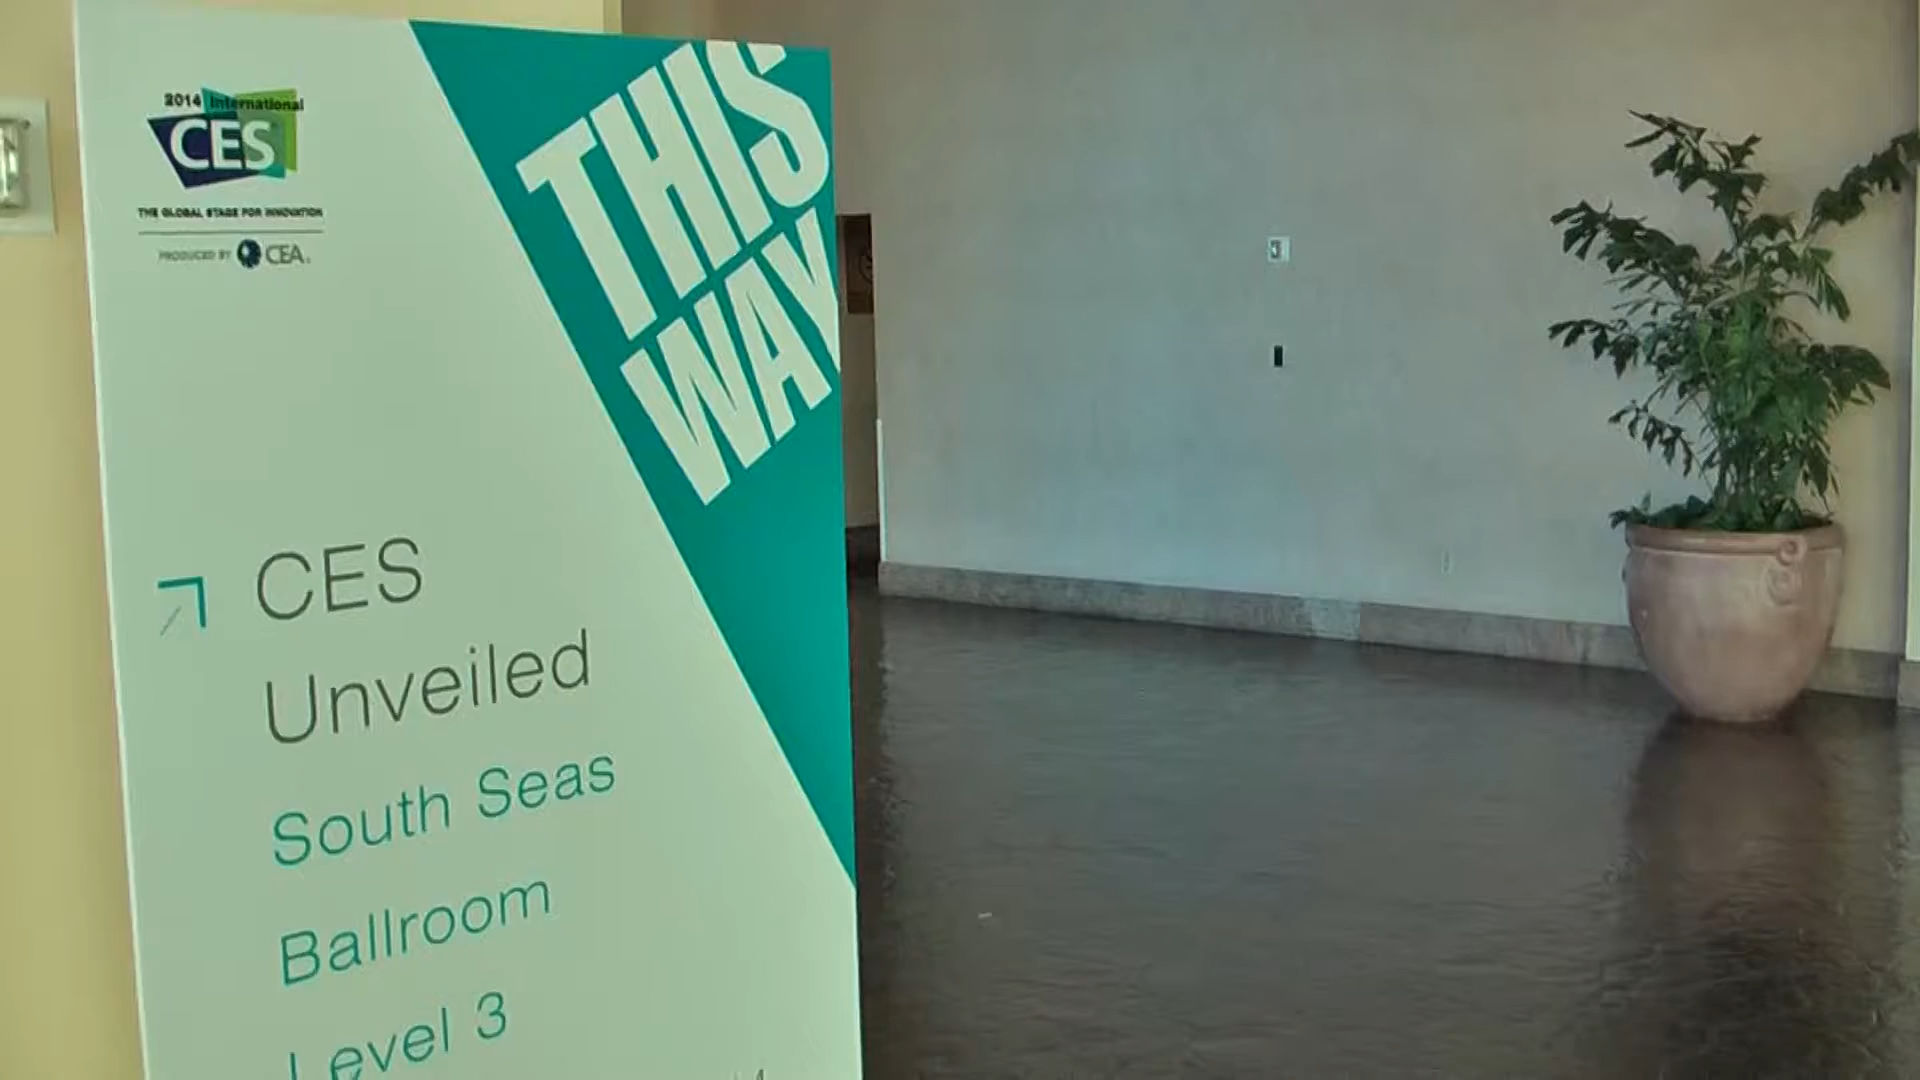 2014 International
CES
THE GLOBAL STAGE FOR INNOVATION
PRODUCED BY CEA
THIS
WAY
CES
Unveiled
South Seas
Ballroom
Level 3